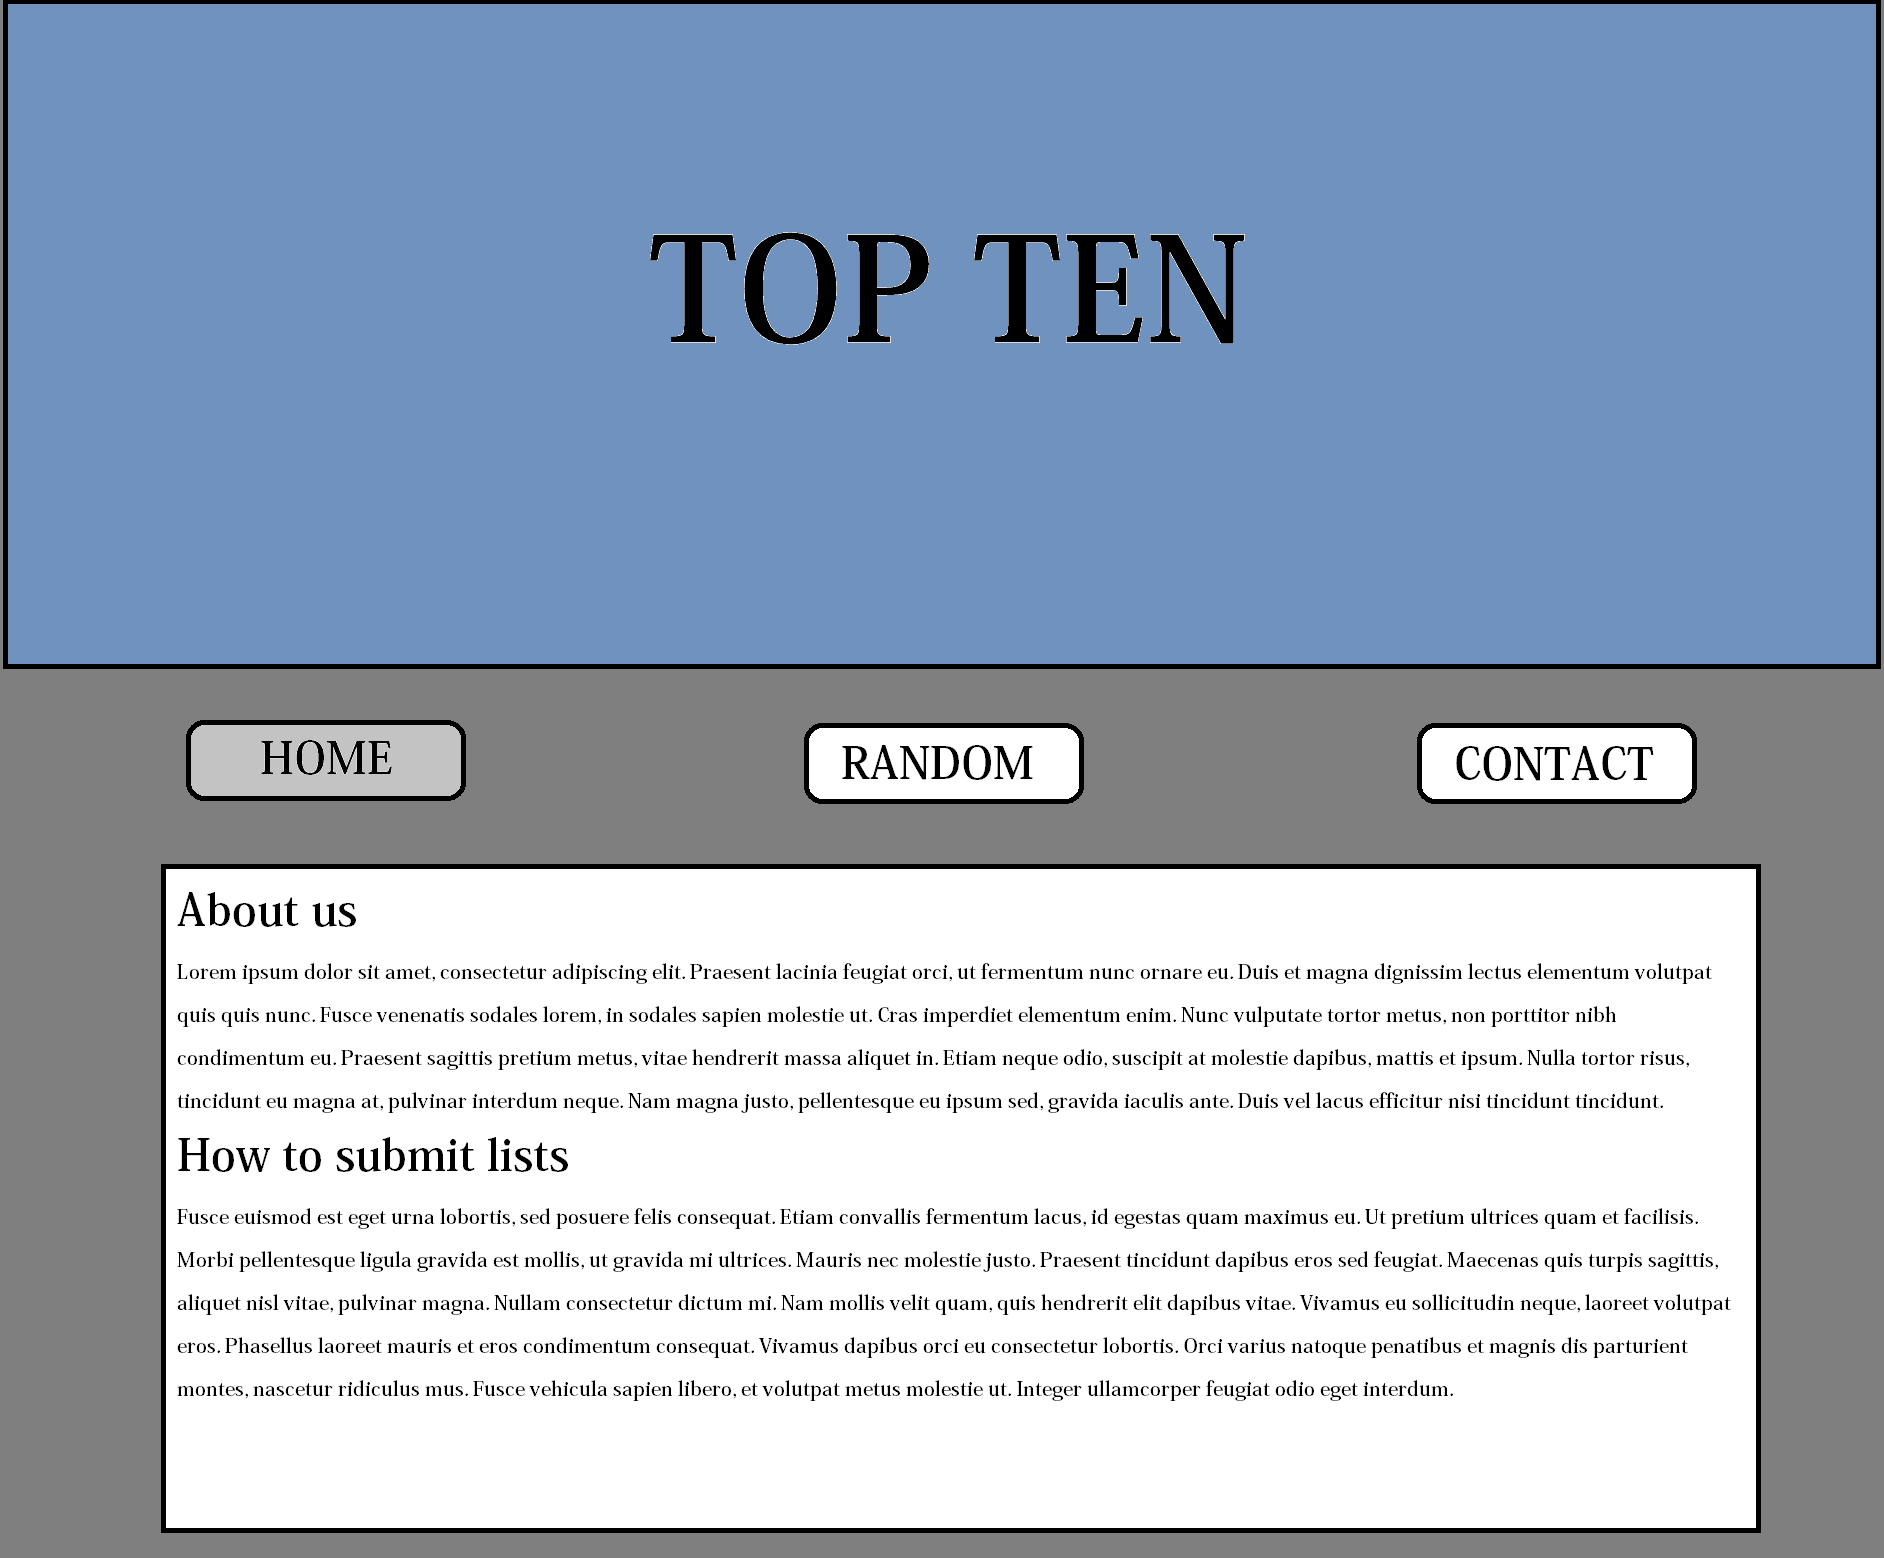 TOP TEN
HOME
RANDOM
CONTACT
About us
Lorem ipsum dolor sit amet, consectetur adipiscing elit. Praesent lacinia feugiat orci, ut fermentum nunc ornare eu. Duis et magna dignissim lectus elementum volutpat
quis quis nunc. Fusce venenatis sodales lorem, in sodales sapien molestie ut. Cras imperdiet elementum enim. Nunc vulputate tortor metus, non porttitor nibh
condimentum eu. Praesent sagittis pretium metus, vitae hendrerit massa aliquet in. Etiam neque odio, suscipit at molestie dapibus, mattis et ipsum. Nulla tortor risus,
tincidunt eu magna at, pulvinar interdum neque. Nam magna justo, pellentesque eu ipsum sed, gravida iaculis ante. Duis vel lacus efficitur nisi tincidunt tincidunt.
How to submit lists
Fusce euismod est eget urna lobortis, sed posuere felis consequat. Etiam convallis fermentum lacus, id egestas quam maximus eu. Ut pretium ultrices quam et facilisis.
Morbi pellentesque ligula gravida est mollis, ut gravida mi ultrices. Mauris nec molestie justo. Praesent tincidunt dapibus eros sed feugiat. Maecenas quis turpis sagittis,
aliquet nisl vitae, pulvinar magna. Nullam consectetur dictum mi. Nam mollis velit quam, quis hendrerit elit dapibus vitae. Vivamus eu sollicitudin neque, laoreet volutpat
eros. Phasellus laoreet mauris et eros condimentum consequat. Vivamus dapibus orci eu consectetur lobortis. Orci varius natoque penatibus et magnis dis parturient
montes, nascetur ridiculus mus. Fusce vehicula sapien libero, et volutpat metus molestie ut. Integer ullamcorper feugiat odio eget interdum.